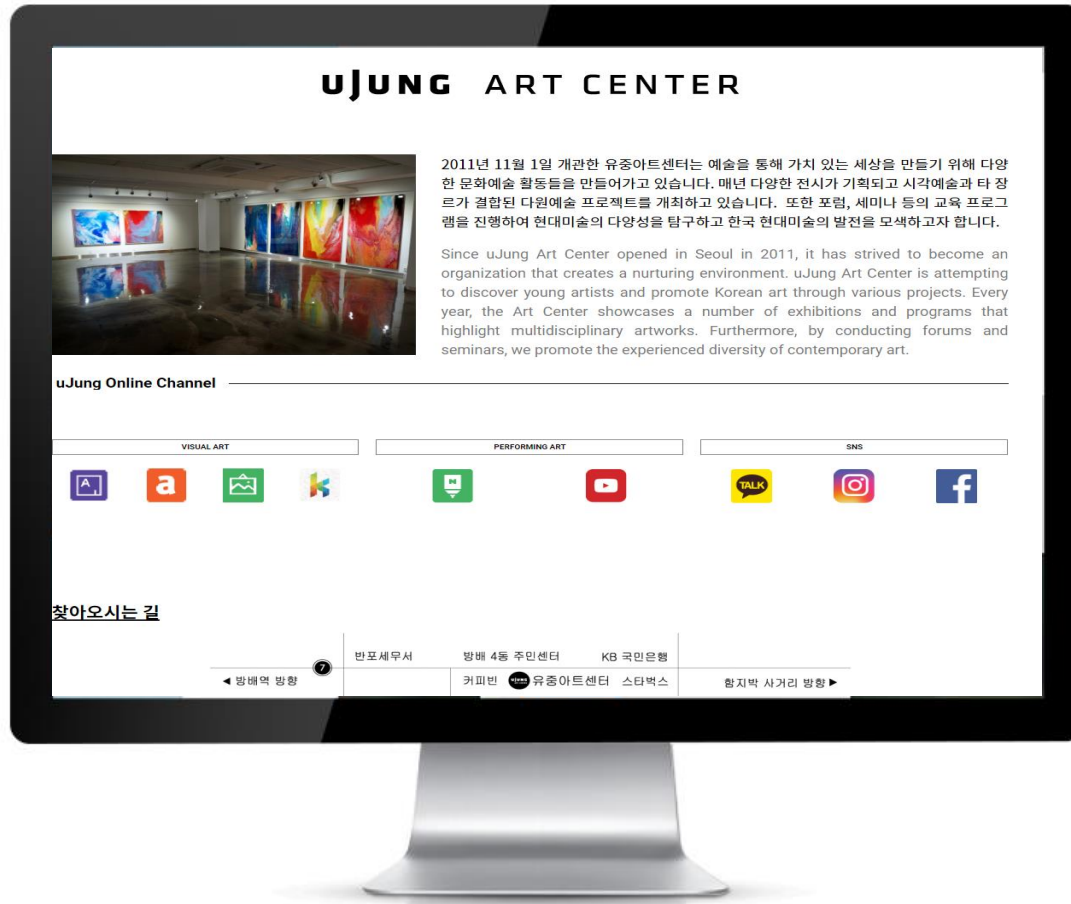 uJUNG ART CENTER
2011년 11월 1일 개관한 유중아트센터는 예술을 통해 가치 있는 세상을 만들기 위해 다양
한 문화예술 활동들을 만들어가고 있습니다. 매년 다양한 전시가 기획되고 시각예술과 타 장
르가 결합된 다원예술 프로젝트를 개최하고 있습니다. 또한 포럼, 세미나 등의 교육 프로그
램을 진행하여 현대미술의 다양성을 탐구하고 한국 현대미술의 발전을 모색하고자 합니다.
Since uJung Art Center opened in Seoul in 2011, it has strived to become an
organization that creates a nurturing environment. uJung Art Center is attempting
to discover young artists and promote Korean art through various projects. Every
year, the Art Center showcases a number of exhibitions and programs that
highlight multidisciplinary artworks. Furthermore, by conducting forums and
seminars, we promote the experienced diversity of contemporary art.
uJung Online Channel
VISUAL ART
PERFORMING ART
SNS
A
a
k
N
TALK
f
찾아오시는 길
반포세무서 방배 4동 주민센터 KB 국민은행
7
◀ 방배역 방향 커피빈 uJung 유중아트센터 스타벅스 함지박 사거리 방향 ▶